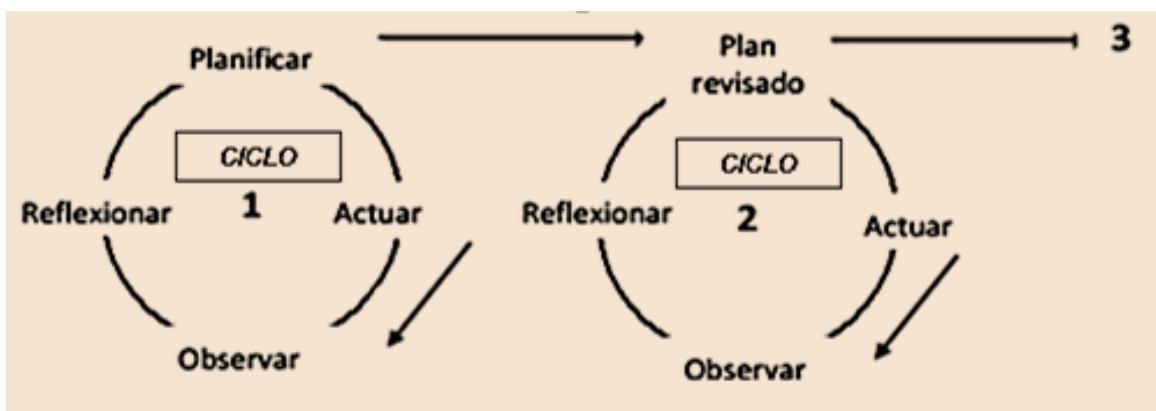 Planificar
Plan
revisado
3
CICLO
CICLO
Reflexionar
1
Actuar
Reflexionar
2
Actuar
Observar
Observar